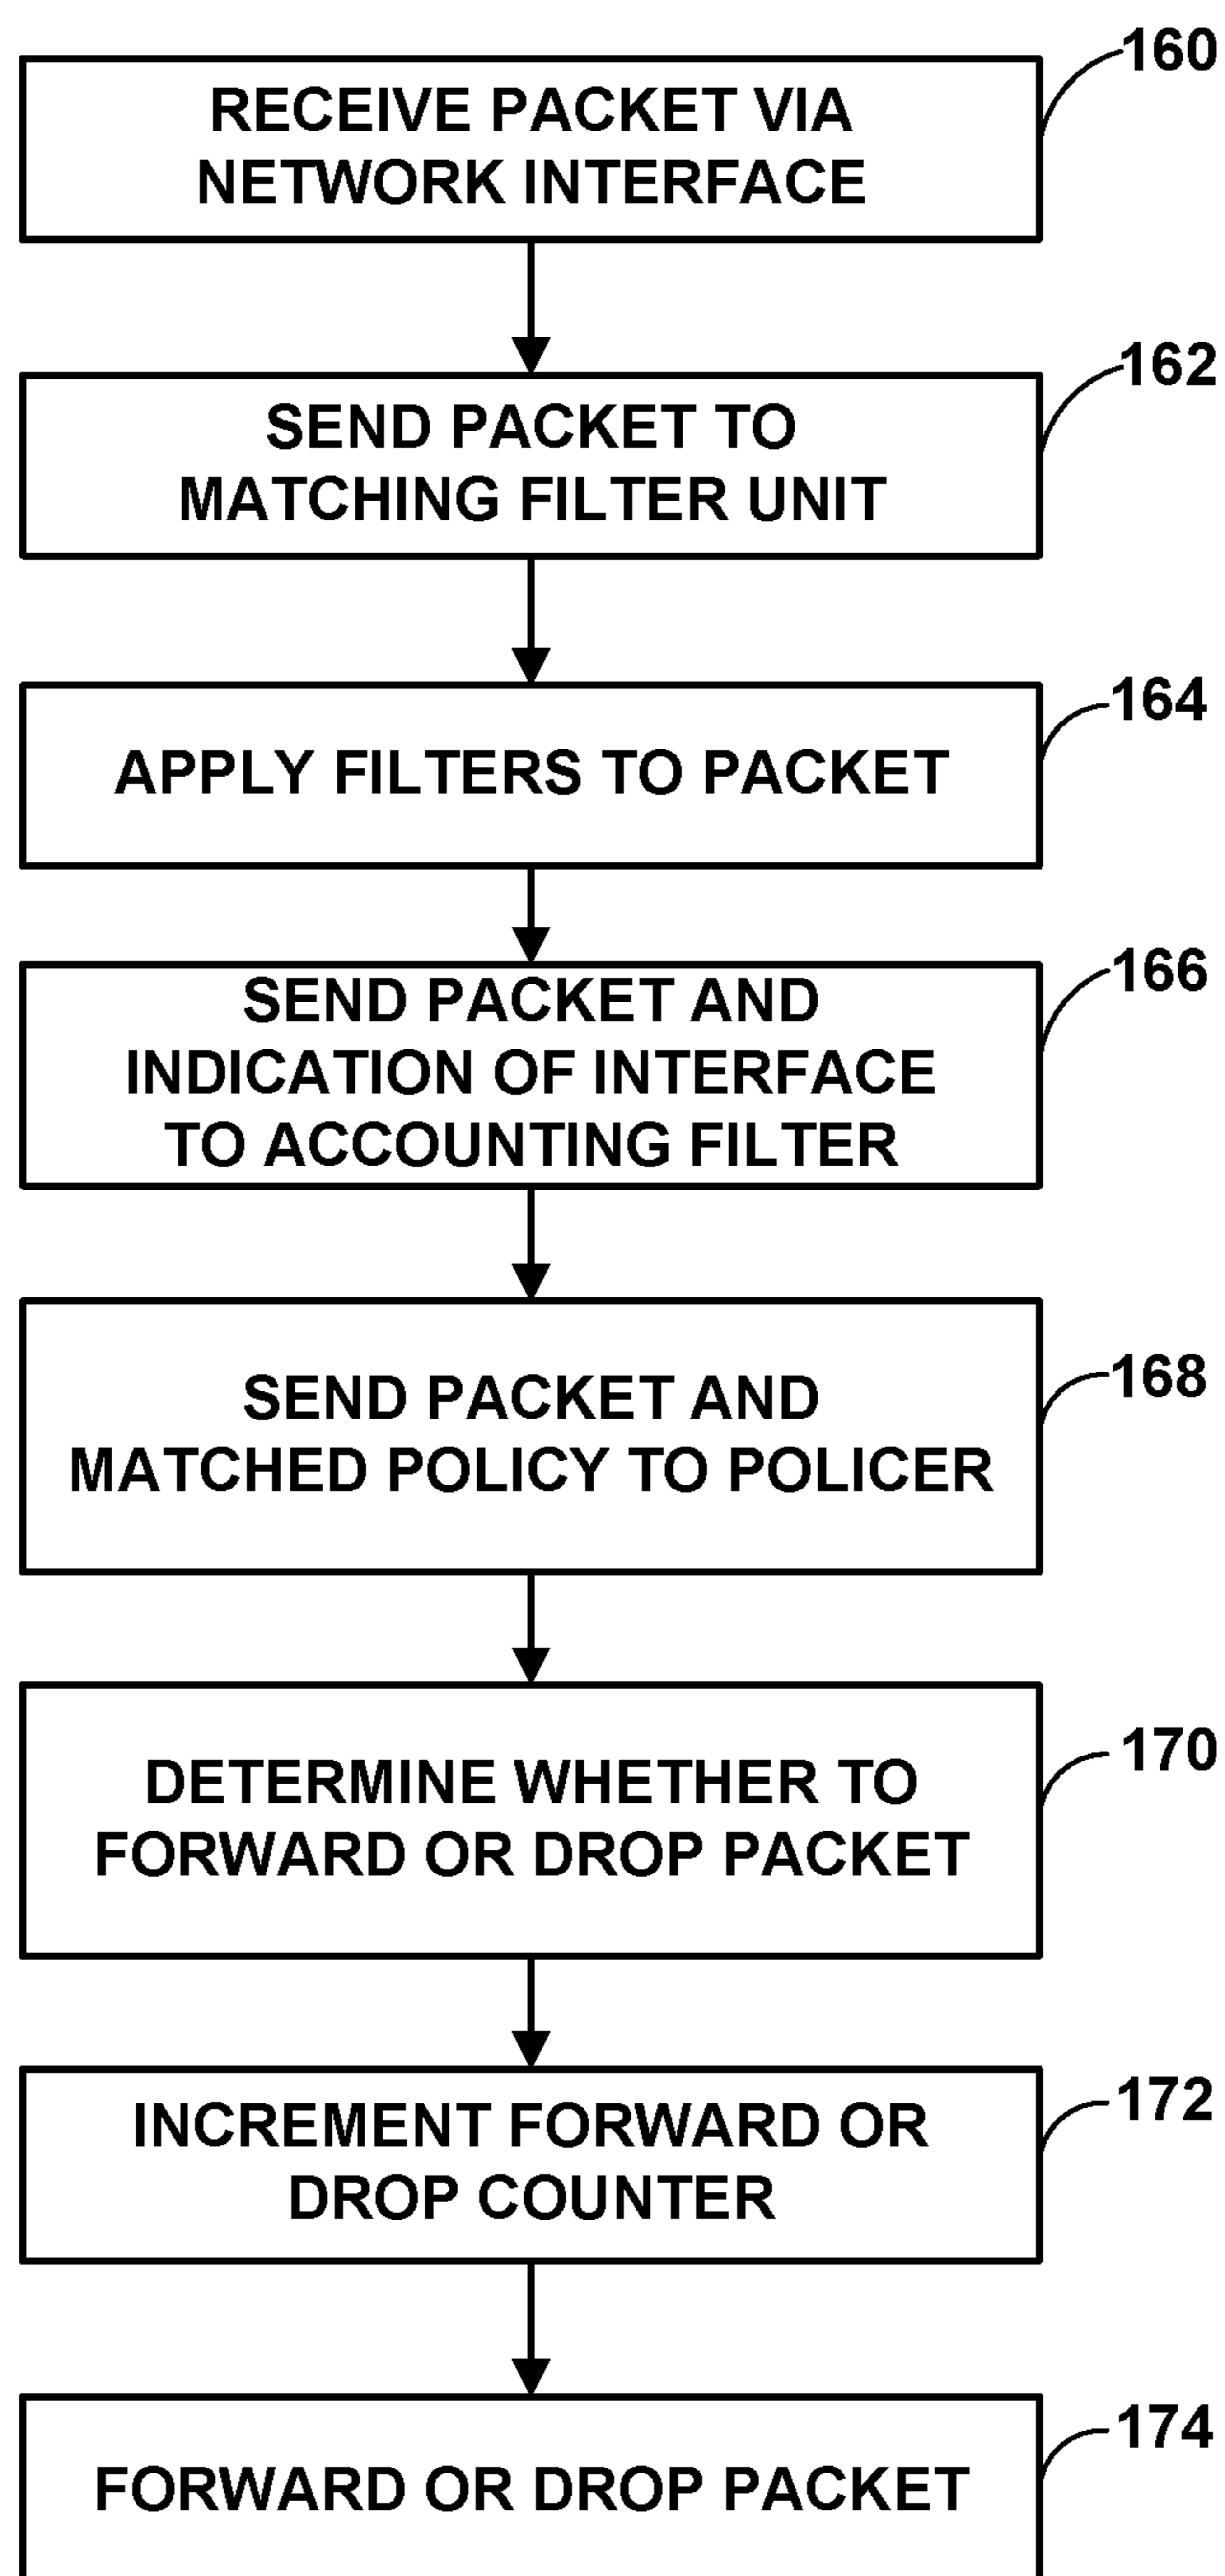 160
RECEIVE PACKET VIA
NETWORK INTERFACE
162
SEND PACKET TO
MATCHING FILTER UNIT
164
APPLY FILTERS TO PACKET
166
SEND PACKET AND
INDICATION OF INTERFACE
TO ACCOUNTING FILTER
168
SEND PACKET AND
MATCHED POLICY TO POLICER
170
DETERMINE WHETHER TO
FORWARD OR DROP PACKET
172
INCREMENT FORWARD OR
DROP COUNTER
174
FORWARD OR DROP PACKET